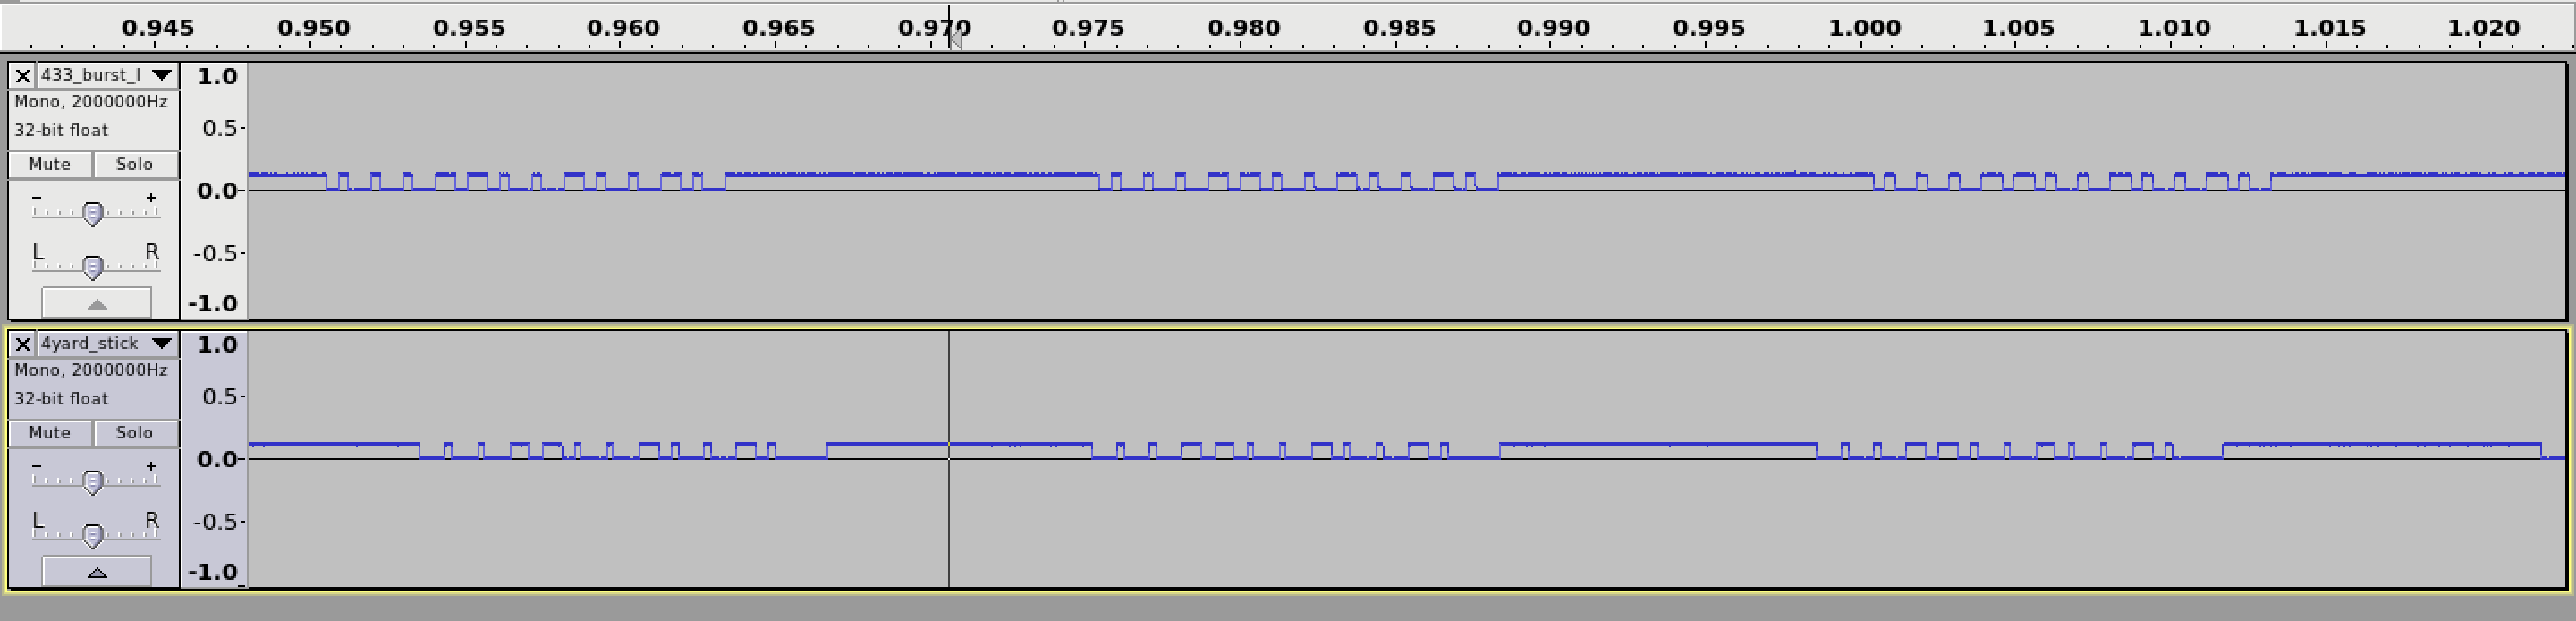 0.945 0.950 0.955 0.960 0.965 0.970 0.975 0.980 0.985 0.990 0.995 1.000 1.005 1.010 1.015 1.020
433_burst_l
Mono, 2000000Hz
32-bit float
Mute Solo
- +
L R
1.0
0.5
0.0
-0.5
-1.0
4yard_stick
Mono, 2000000Hz
32-bit float
Mute Solo
- +
L R
1.0
0.5
0.0
-0.5
-1.0